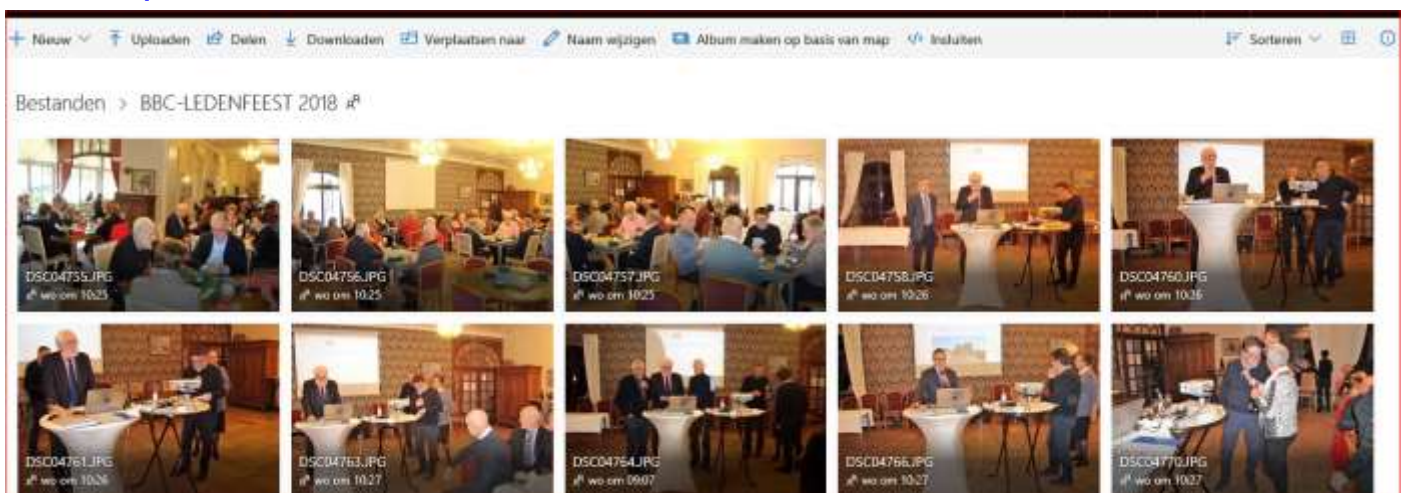 Nieuw Uploaden Delen Downloaden Verplaatsen naar Naam wijzigen Album maken op basis van map Insluiten Sorteren
Bestanden > BBC-LEDENFEEST 2018
DSC04755.JPG DSC04756.JPG DSC04757.JPG DSC04758.JPG DSC04760.JPG
wo om 10:25 wo om 10:25 wo om 10:25 wo om 10:26 wo om 10:26
DSC04761.JPG DSC04763.JPG DSC04764.JPG DSC04766.JPG DSC04770.JPG
wo om 10:26 wo om 10:27 wo om 09:07 wo om 10:27 wo om 10:27